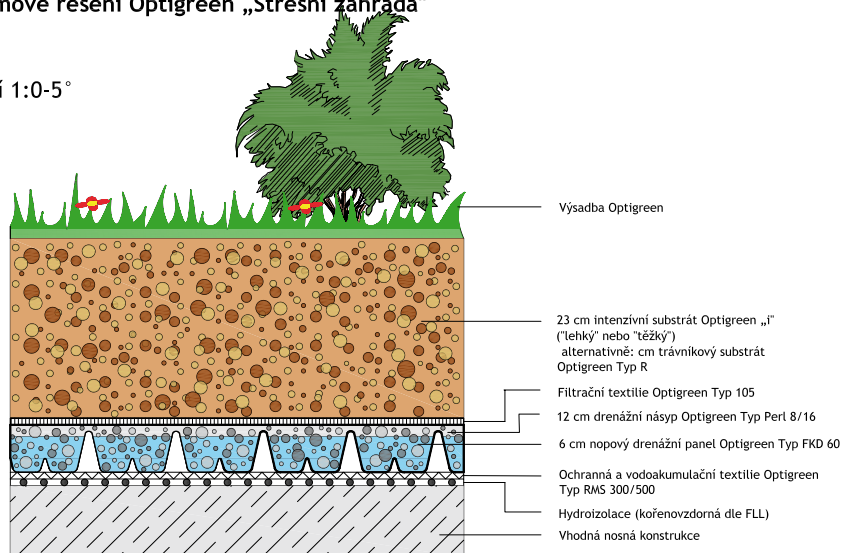 řešení Optigreen „Střešní zahrada"
1:0-5°
Výsadba Optigreen
23 cm intenzívní substrát Optigreen „i"
("lehký" nebo "těžký")
alternativně: cm trávníkový substrát
Optigreen Typ R
Filtrační textilie Optigreen Typ 105
12 cm drenážní násyp Optigreen Typ Perl 8/16
6 cm nopový drenážní panel Optigreen Typ FKD 60
Ochranná a vodoakumulační textilie Optigreen
Typ RMS 300/500
Hydroizolace (kořenovzdorná dle FLL)
Vhodná nosná konstrukce